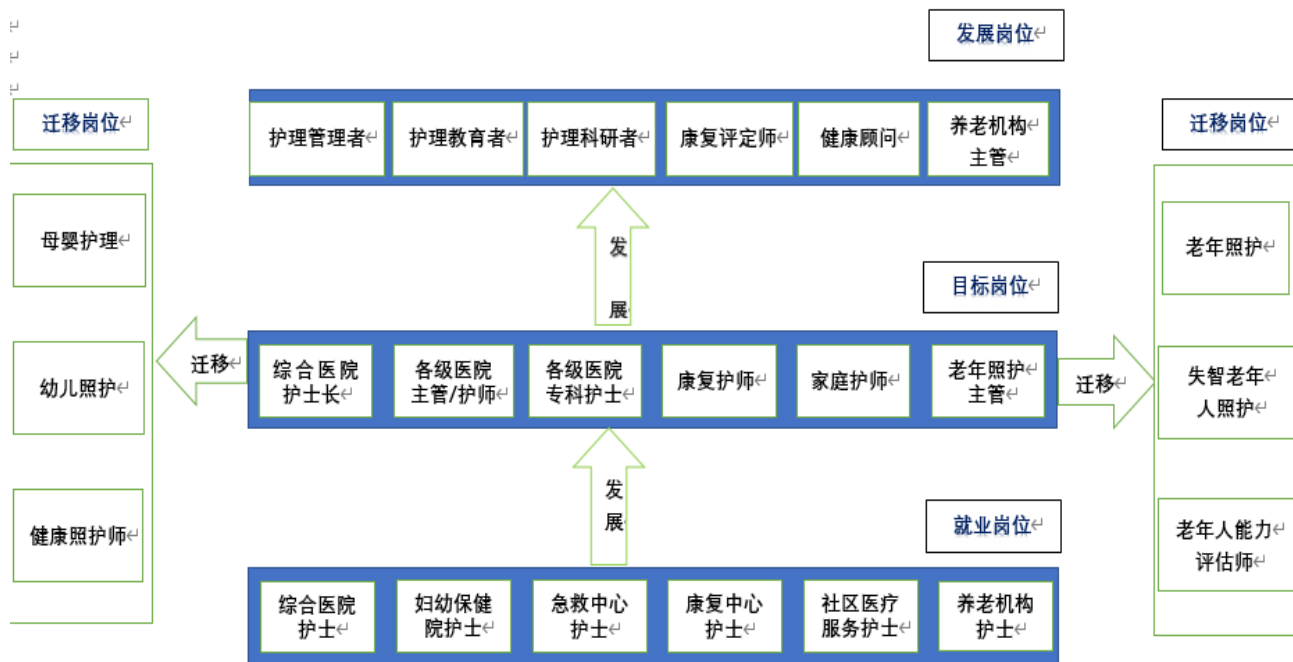 发展岗位
迁移岗位
护理管理者
护理教育者
护理科研者
康复评定师
健康顾问
养老机构
主管
迁移岗位
母婴护理
发
展
老年照护
目标岗位
迁移
综合医院
护士长
各级医院
主管/护师
各级医院
专科护士
康复护师
家庭护师
老年照护
主管
迁移
幼儿照护
失智老年
人照护
发
展
就业岗位
健康照护师
老年人能力
评估师
综合医院
护士
妇幼保健
院护士
急救中心
护士
康复中心
护士
社区医疗
服务护士
养老机构
护士